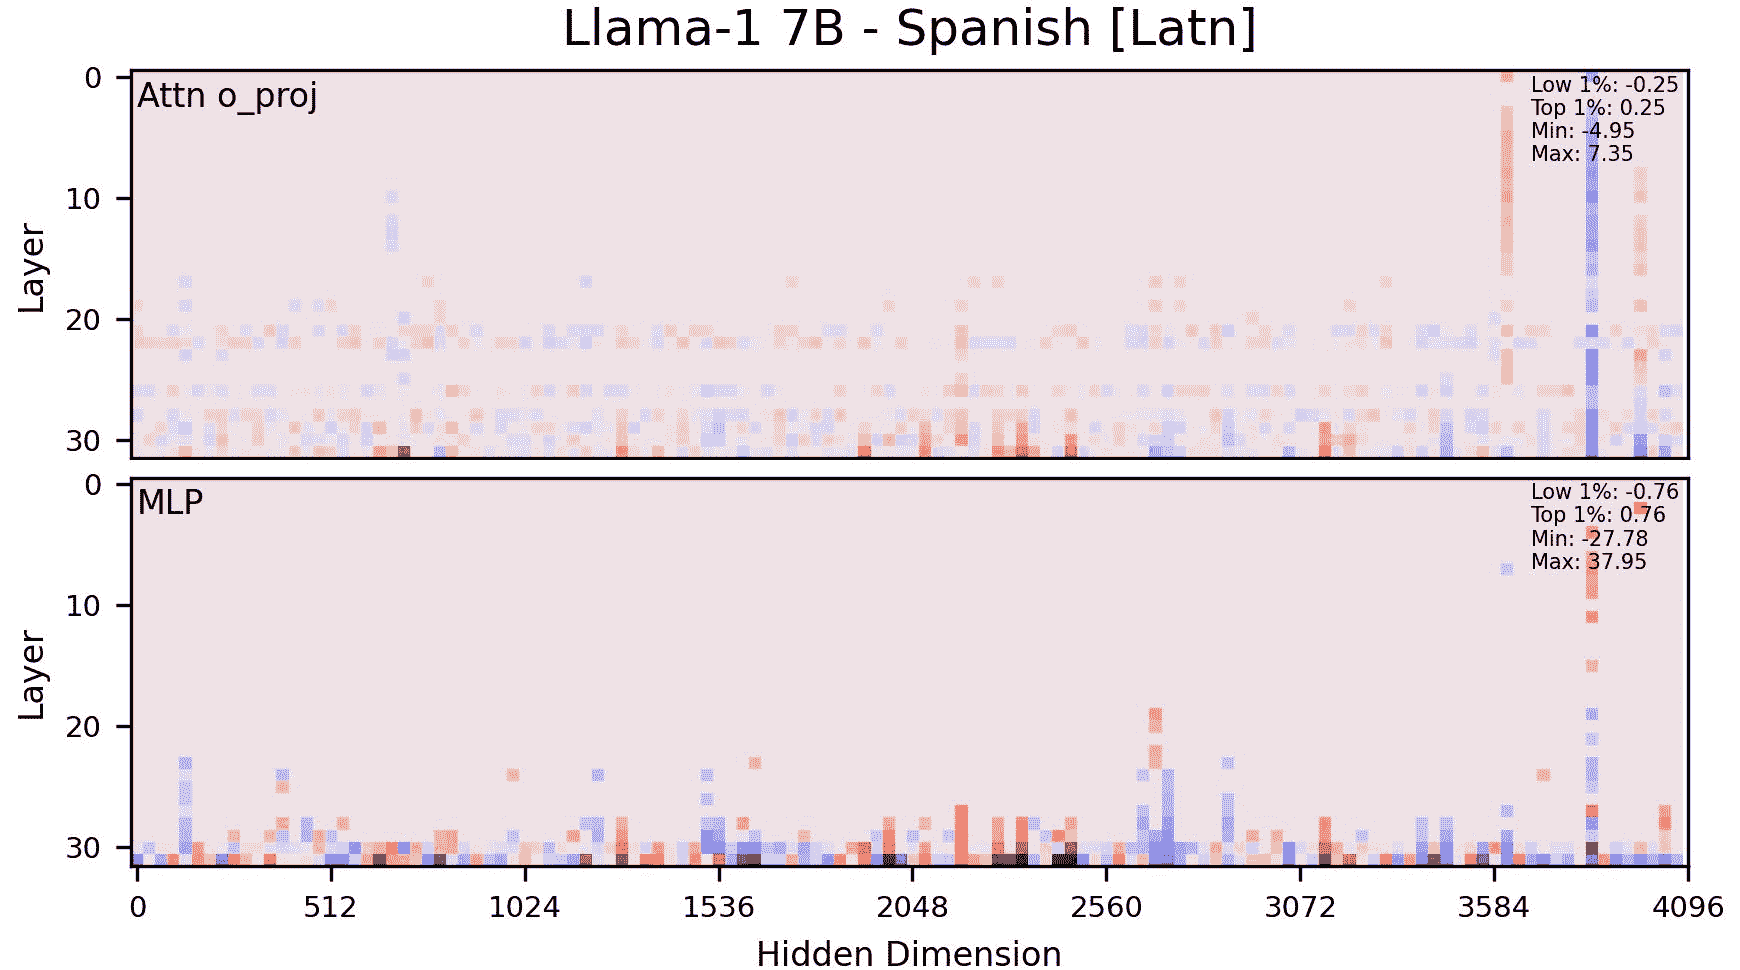 Llama-1 7B - Spanish [Latn]
Attn o_proj
Low 1%: -0.25
Top 1%: 0.25
Min: -4.95
Max: 7.35
Layer
0
10
20
30
MLP
Low 1%: -0.76
Top 1%: 0.76
Min: -27.78
Max: 37.95
Layer
0
10
20
30
0 512 1024 1536 2048 2560 3072 3584 4096
Hidden Dimension